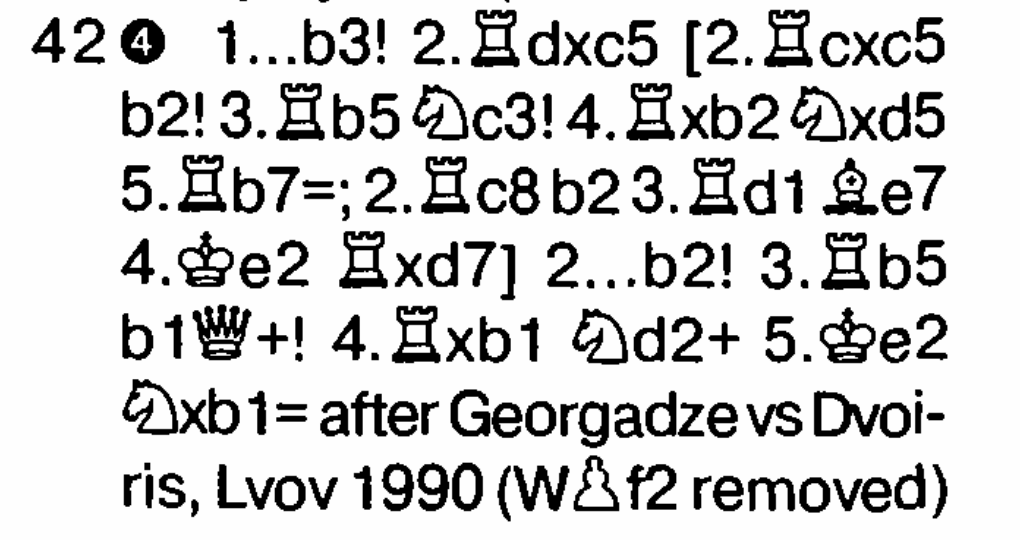 42❹ 1...b3! 2.♖dxc5 [2.♖cxc5
b2! 3.♖b5 ♘c3! 4.♖xb2 ♘xd5
5.♖b7=; 2.♖c8 b2 3.♖d1 ♗e7
4.♔e2 ♖xd7] 2...b2! 3.♖b5
b1♕+! 4.♖xb1 ♘d2+ 5.♔e2
♘xb1= after Georgadze vs Dvoi-
ris, Lvov 1990 (W♙f2 removed)